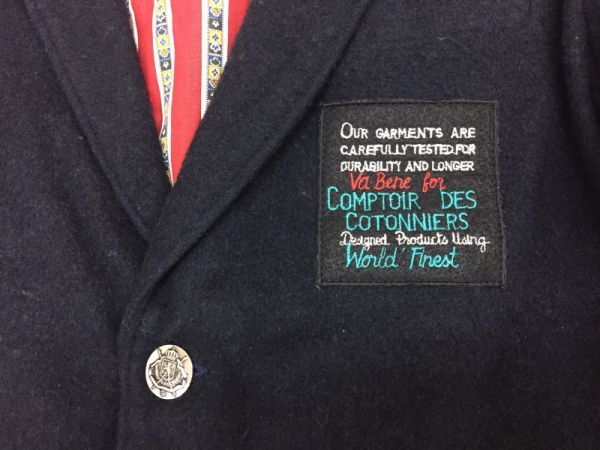 OUR GARMENTS ARE
CAREFULLY TESTED FOR
DURABILITY AND LONGER
Va Bene for
COMPTOIR DES
COTONNIERS
Designed Products Using
World' Finest